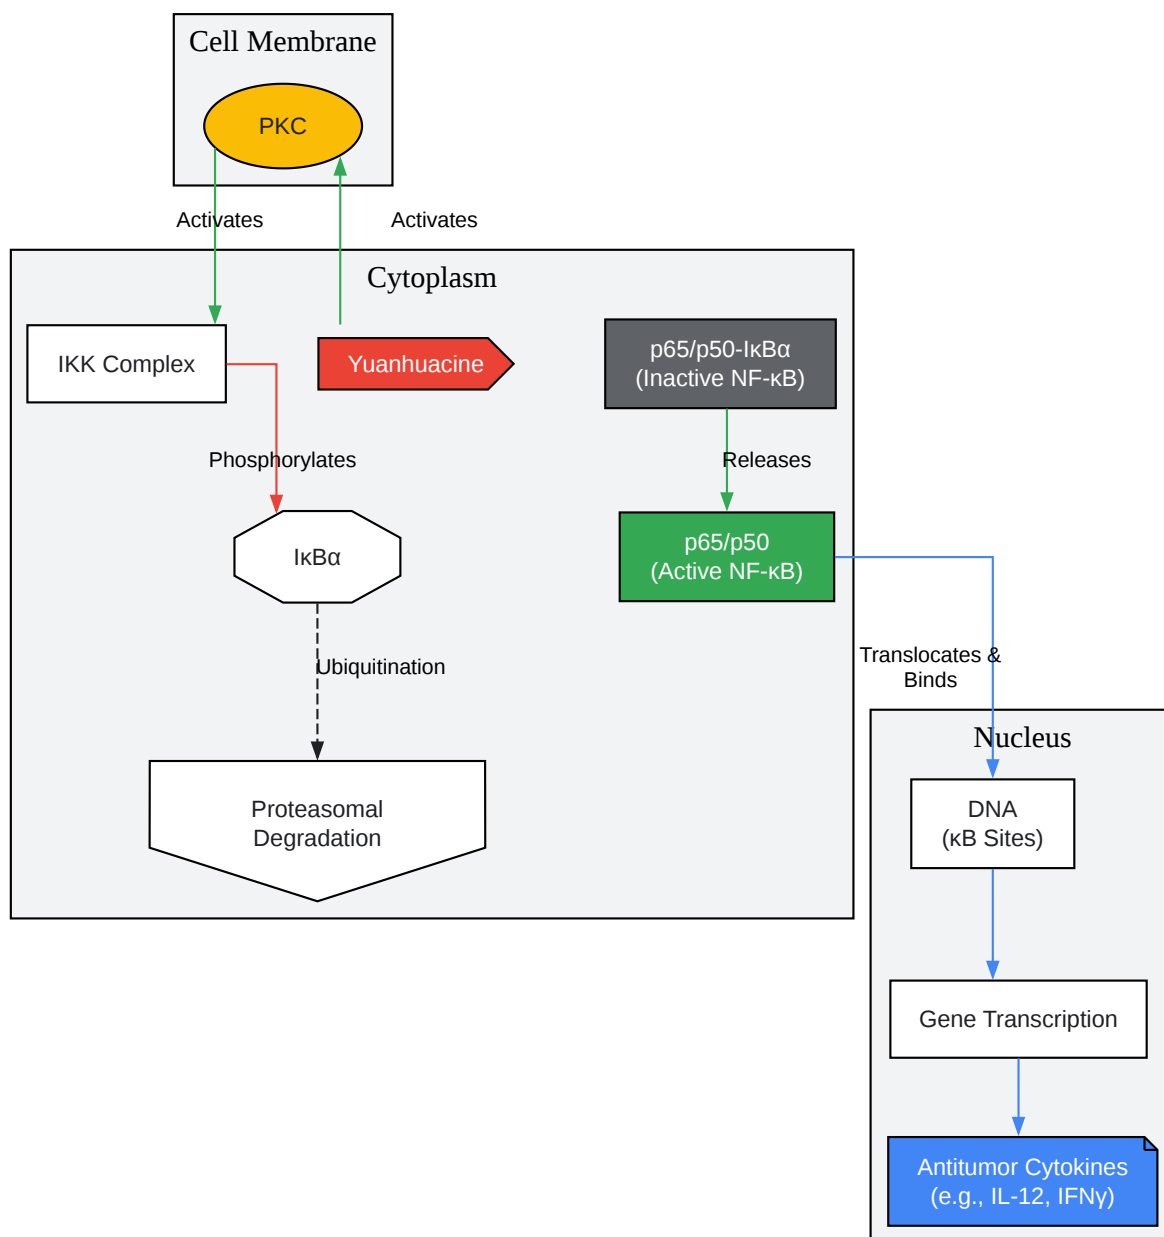 Cell Membrane
PKC
Activates
Activates
Cytoplasm
IKK Complex
Yuanhuacine
p65/p50-IκBα
(Inactive NF-κB)
Phosphorylates
Releases
IκBα
p65/p50
(Active NF-κB)
Ubiquitination
Translocates &
Binds
Proteasomal
Degradation
Nucleus
DNA
(κB Sites)
Gene Transcription
Antitumor Cytokines
(e.g., IL-12, IFNγ)